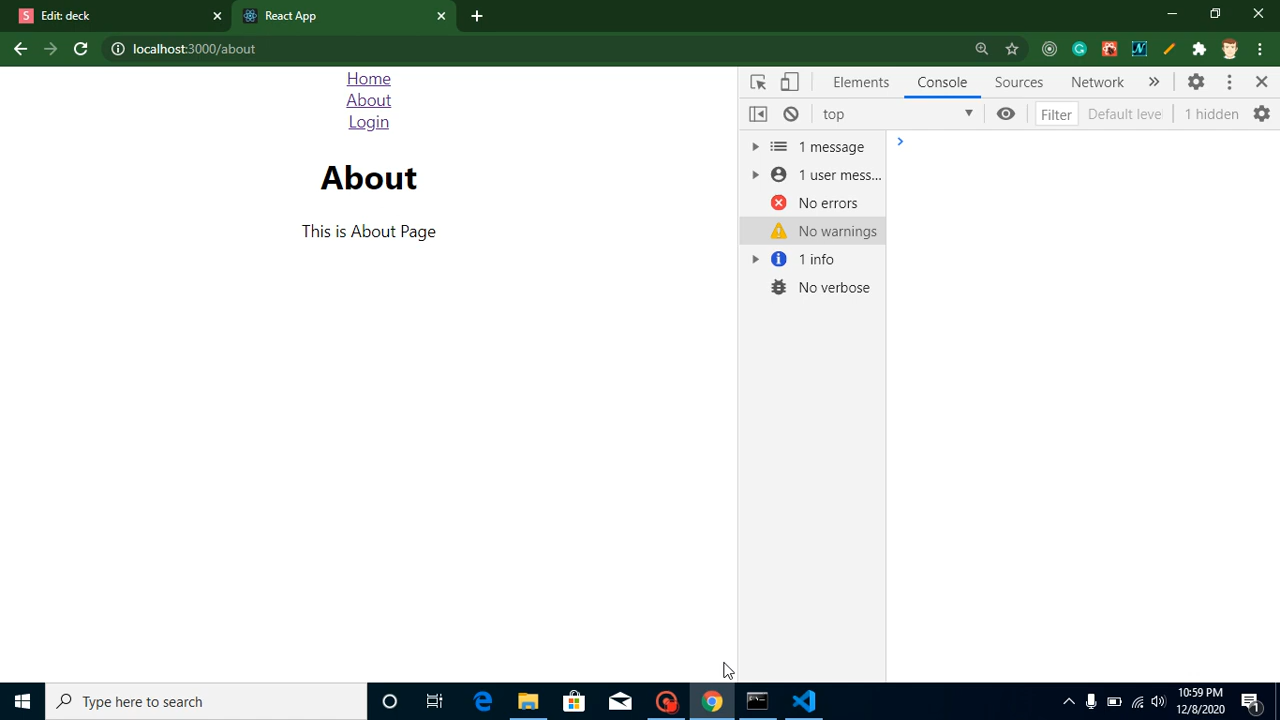 Edit: deck
React App
localhost:3000/about
Home
About
Login
About
This is About Page
Elements Console Sources Network »
top Filter Default leve 1 hidden
1 message
1 user mess...
No errors
No warnings
1 info
No verbose
Type here to search
10:59 PM
12/8/2020
1